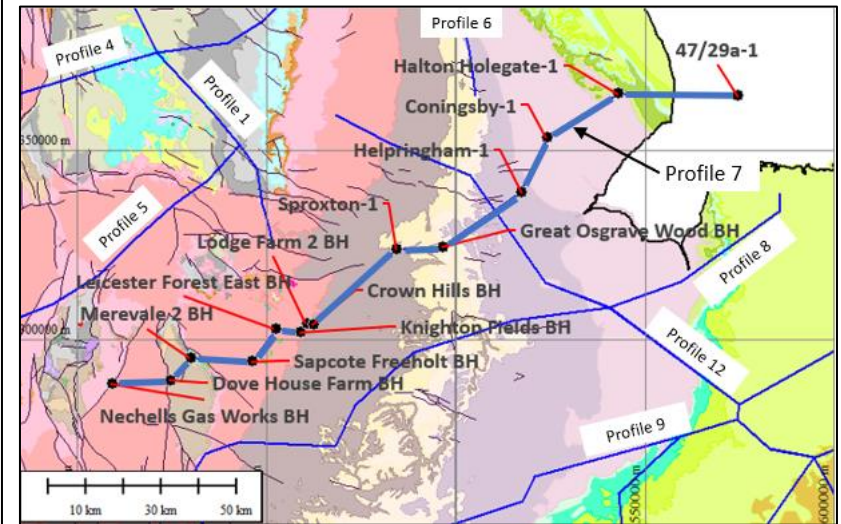 Profile 6
Profile 4
47/29a-1
Halton Holegate-1
Profile 1
Coningsby-1
350000 m
Helpringham-1
Profile 7
Profile 5
Sproxton-1
Lodge Farm 2 BH
Great Osgrave Wood BH
Profile 8
Leicester Forest East BH
Crown Hills BH
Merevale 2 BH
300000 m
Knighton Fields BH
Sapcote Freeholt BH
Profile 12
Dove House Farm BH
Nechells Gas Works BH
Profile 9
10 km 30 km 50 km
550000 m
600000 m